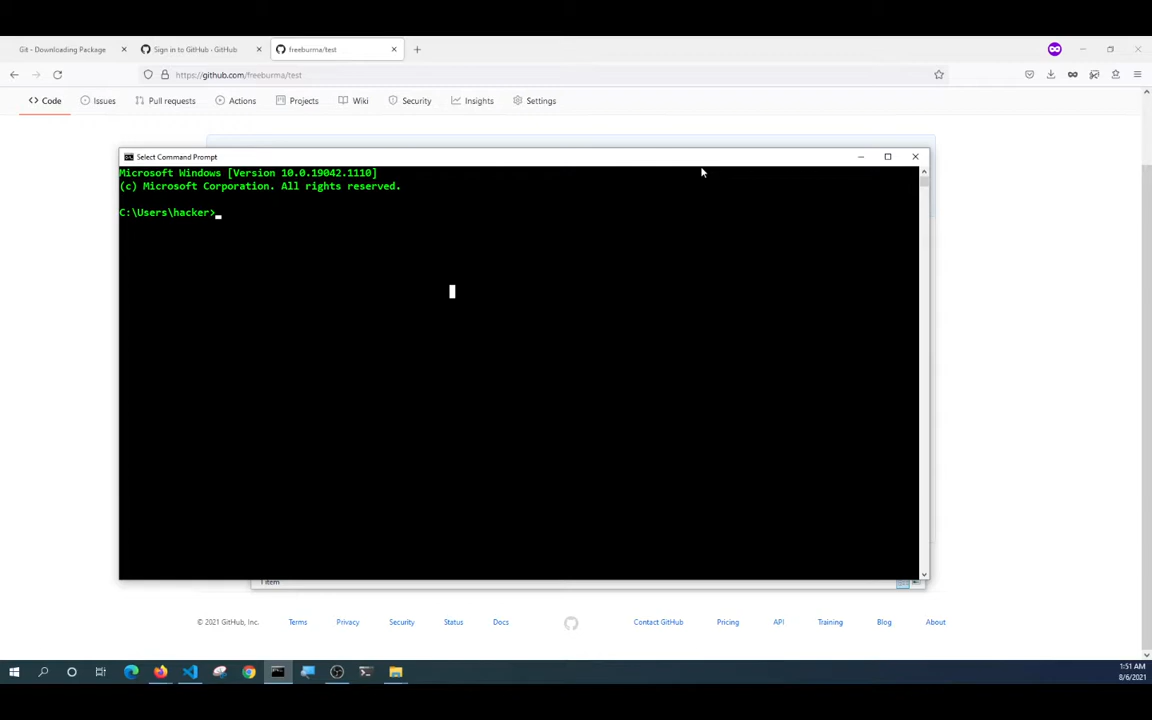 Git - Downloading Package
Sign in to GitHub · GitHub
freeburma/test
https://github.com/freeburma/test
Code
Issues
Pull requests
Actions
Projects
Wiki
Security
Insights
Settings
Select Command Prompt
Microsoft Windows [Version 10.0.19042.1110]
(c) Microsoft Corporation. All rights reserved.
C:\Users\hacker>
1 item
© 2021 GitHub, Inc.
Terms
Privacy
Security
Status
Docs
Contact GitHub
Pricing
API
Training
Blog
About
1:51 AM
8/6/2021